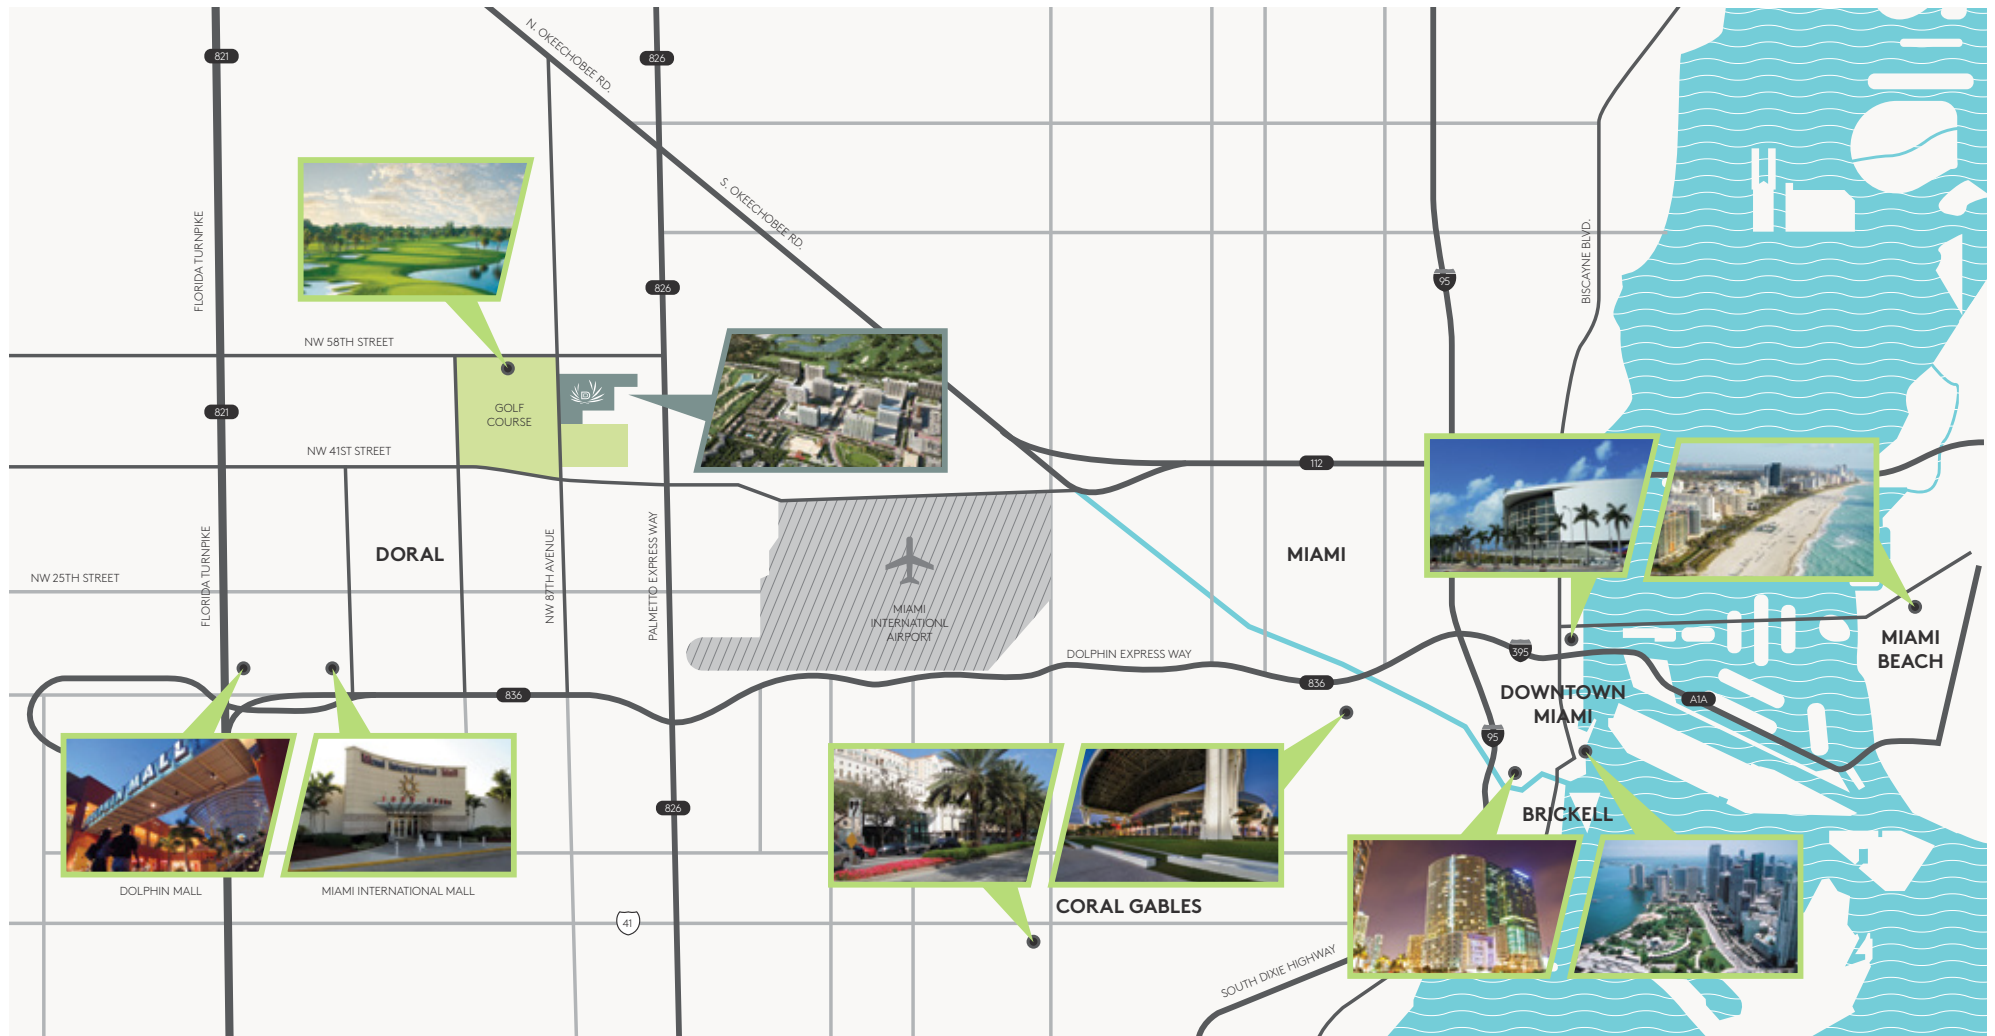 821
826
N. OKEECHOBEE RD.
S. OKEECHOBEE RD.
FLORIDA TURNPIKE
826
95
BISCAYNE BLVD.
NW 58TH STREET
821
GOLF
COURSE
D
NW 41ST STREET
112
DORAL
MIAMI
NW 25TH STREET
FLORIDA TURNPIKE
NW 87TH AVENUE
PALMETTO EXPRESS WAY
MIAMI
INTERNATIONL
AIRPORT
DOLPHIN EXPRESS WAY
395
MIAMI
BEACH
836
836
DOWNTOWN
MIAMI
A1A
95
MALL
826
BRICKELL
DOLPHIN MALL
MIAMI INTERNATIONAL MALL
CORAL GABLES
41
SOUTH DIXIE HIGHWAY